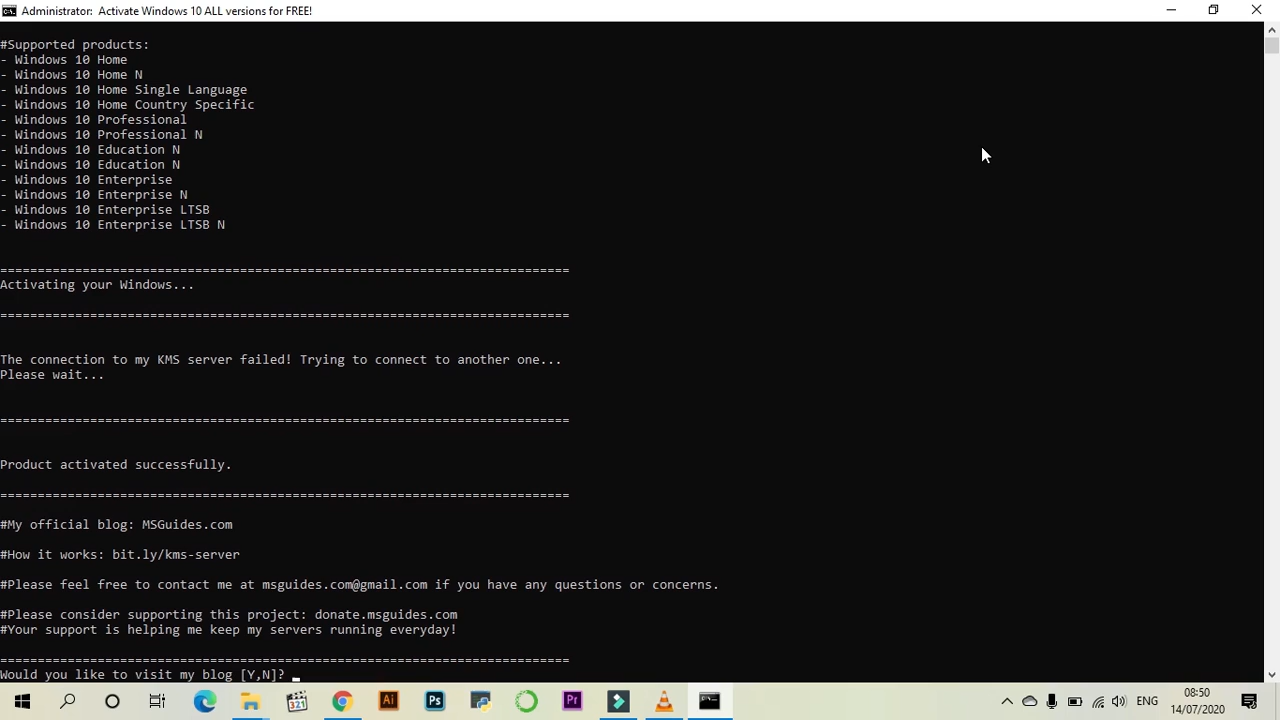 Administrator: Activate Windows 10 ALL versions for FREE!
#Supported products:
- Windows 10 Home
- Windows 10 Home N
- Windows 10 Home Single Language
- Windows 10 Home Country Specific
- Windows 10 Professional
- Windows 10 Professional N
- Windows 10 Education N
- Windows 10 Education N
- Windows 10 Enterprise
- Windows 10 Enterprise N
- Windows 10 Enterprise LTSB
- Windows 10 Enterprise LTSB N
============================================================================
Activating your Windows...
============================================================================
The connection to my KMS server failed! Trying to connect to another one...
Please wait...
============================================================================
Product activated successfully.
============================================================================
#My official blog: MSGuides.com
#How it works: bit.ly/kms-server
#Please feel free to contact me at msguides.com@gmail.com if you have any questions or concerns.
#Please consider supporting this project: donate.msguides.com
#Your support is helping me keep my servers running everyday!
============================================================================
Would you like to visit my blog [Y,N]? _
321
Ai
Ps
Pr
ENG
08:50
14/07/2020
3